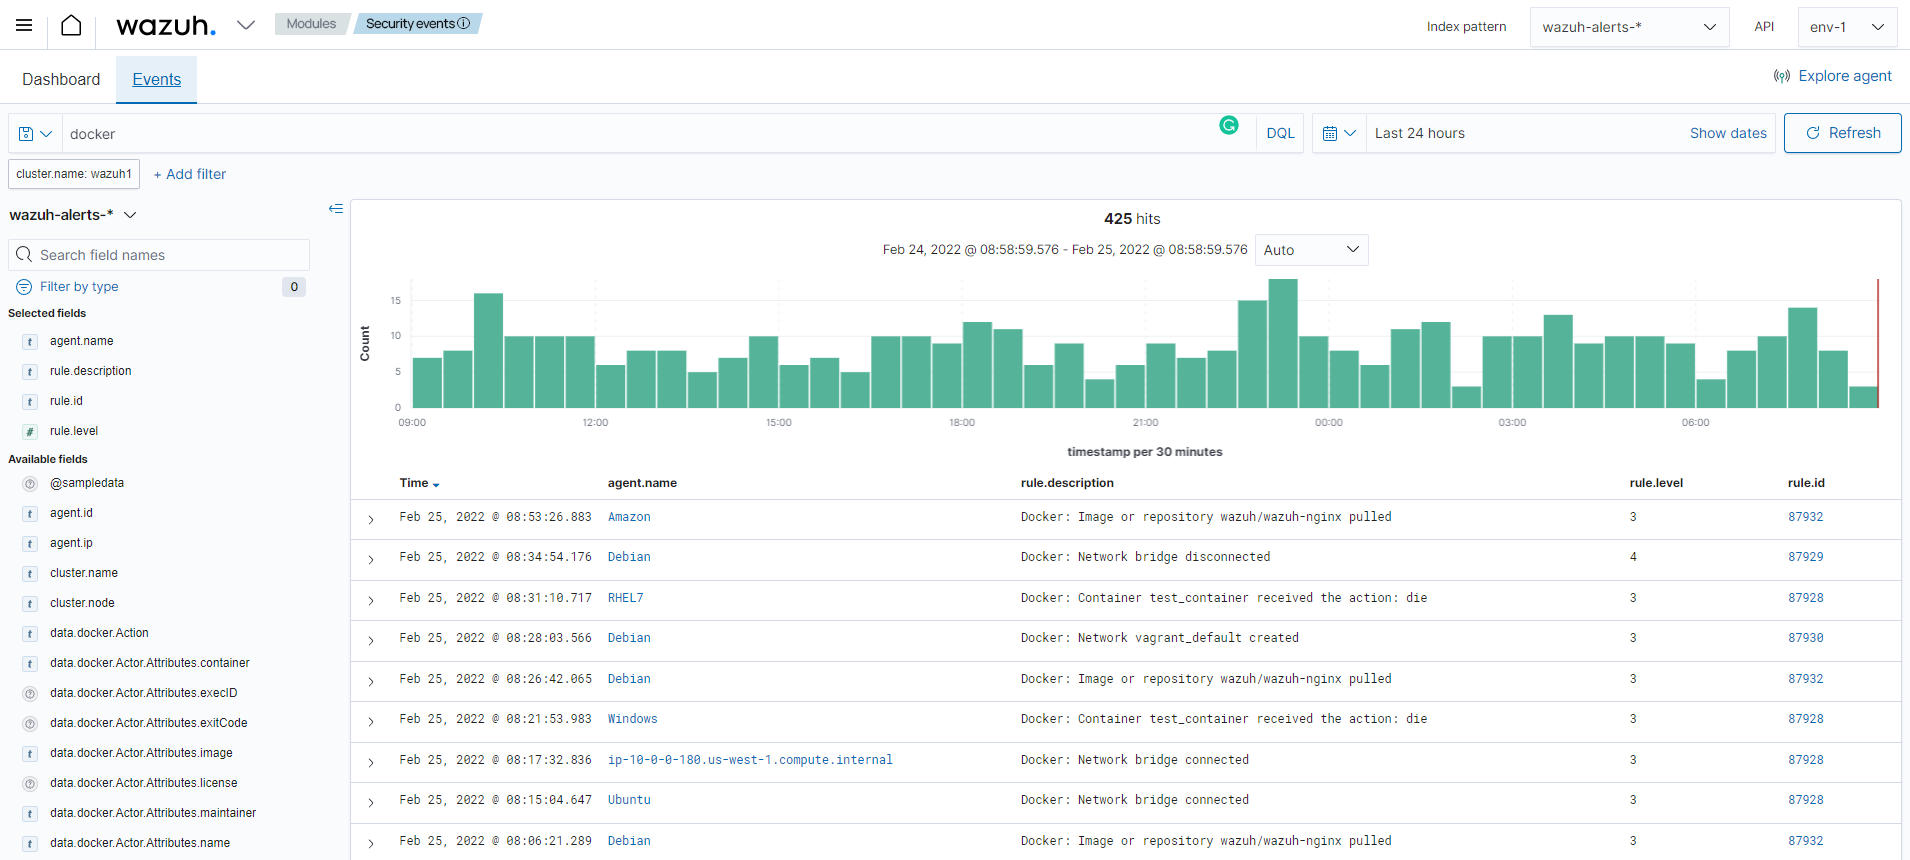 wazuh. Modules Security events Index pattern wazuh-alerts-* API env-1
Dashboard Events Explore agent
docker DQL Last 24 hours Show dates Refresh
cluster.name: wazuh1 + Add filter
wazuh-alerts-*
Search field names
Filter by type 0
Selected fields
t agent.name
t rule.description
t rule.id
# rule.level
Available fields
@sampledata
t agent.id
t agent.ip
t cluster.name
t cluster.node
t data.docker.Action
t data.docker.Actor.Attributes.container
data.docker.Actor.Attributes.execID
data.docker.Actor.Attributes.exitCode
t data.docker.Actor.Attributes.image
data.docker.Actor.Attributes.license
t data.docker.Actor.Attributes.maintainer
t data.docker.Actor.Attributes.name
425 hits
Feb 24, 2022 @ 08:58:59.576 - Feb 25, 2022 @ 08:58:59.576 Auto
Count
15
10
5
0
09:00 12:00 15:00 18:00 21:00 00:00 03:00 06:00
timestamp per 30 minutes
Time agent.name rule.description rule.level rule.id
Feb 25, 2022 @ 08:53:26.883 Amazon Docker: Image or repository wazuh/wazuh-nginx pulled 3 87932
Feb 25, 2022 @ 08:34:54.176 Debian Docker: Network bridge disconnected 4 87929
Feb 25, 2022 @ 08:31:10.717 RHEL7 Docker: Container test_container received the action: die 3 87928
Feb 25, 2022 @ 08:28:03.566 Debian Docker: Network vagrant_default created 3 87930
Feb 25, 2022 @ 08:26:42.065 Debian Docker: Image or repository wazuh/wazuh-nginx pulled 3 87932
Feb 25, 2022 @ 08:21:53.983 Windows Docker: Container test_container received the action: die 3 87928
Feb 25, 2022 @ 08:17:32.836 ip-10-0-0-180.us-west-1.compute.internal Docker: Network bridge connected 3 87928
Feb 25, 2022 @ 08:15:04.647 Ubuntu Docker: Network bridge connected 3 87928
Feb 25, 2022 @ 08:06:21.289 Debian Docker: Image or repository wazuh/wazuh-nginx pulled 3 87932